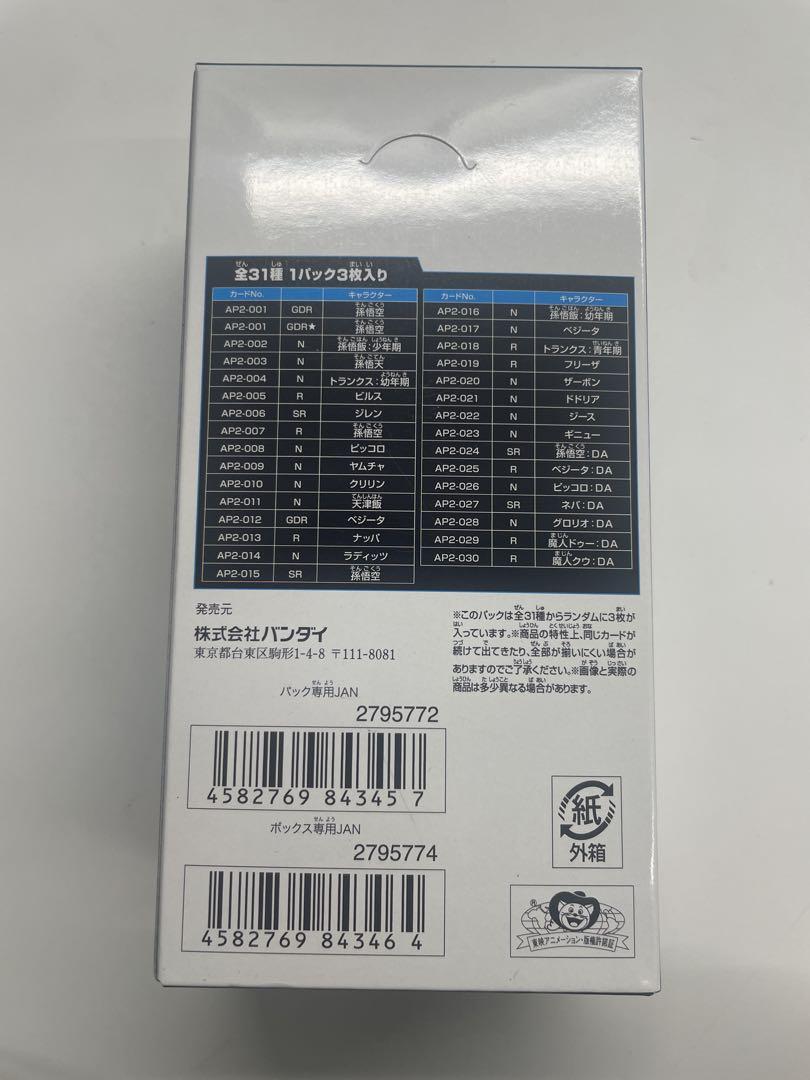 全31種 1パック3枚入り
カードNo. キャラクター
AP2-001 GDR 孫悟空
AP2-001 GDR★ 孫悟空
AP2-002 N 孫悟飯:少年期
AP2-003 N 孫悟天
AP2-004 N トランクス:幼年期
AP2-005 R ビルス
AP2-006 SR ジレン
AP2-007 R 孫悟空
AP2-008 N ピッコロ
AP2-009 N ヤムチャ
AP2-010 N クリリン
AP2-011 N 天津飯
AP2-012 GDR ベジータ
AP2-013 R ナッパ
AP2-014 N ラディッツ
AP2-015 SR 孫悟空
カードNo. キャラクター
AP2-016 N 孫悟飯:幼年期
AP2-017 N ベジータ
AP2-018 R トランクス:青年期
AP2-019 R フリーザ
AP2-020 N ザーボン
AP2-021 N ドドリア
AP2-022 N ジース
AP2-023 N ギニュー
AP2-024 SR 孫悟空:DA
AP2-025 R ベジータ:DA
AP2-026 N ピッコロ:DA
AP2-027 SR ネバ:DA
AP2-028 N グロリオ:DA
AP2-029 R 魔人ドゥー:DA
AP2-030 R 魔人クウ:DA
発売元
株式会社バンダイ
東京都台東区駒形1-4-8 〒111-8081
※このパックは全31種からランダムに3枚が
入っています。※商品の特性上、同じカードが
続けて出てきたり、全部が揃いにくい場合が
ありますのでご了承ください。※画像と実際の
商品は多少異なる場合があります。
パック専用JAN
2795772
4582769 843457
ボックス専用JAN
2795774
4582769 843464
紙
外箱
®
東映アニメーション・版権許諾証